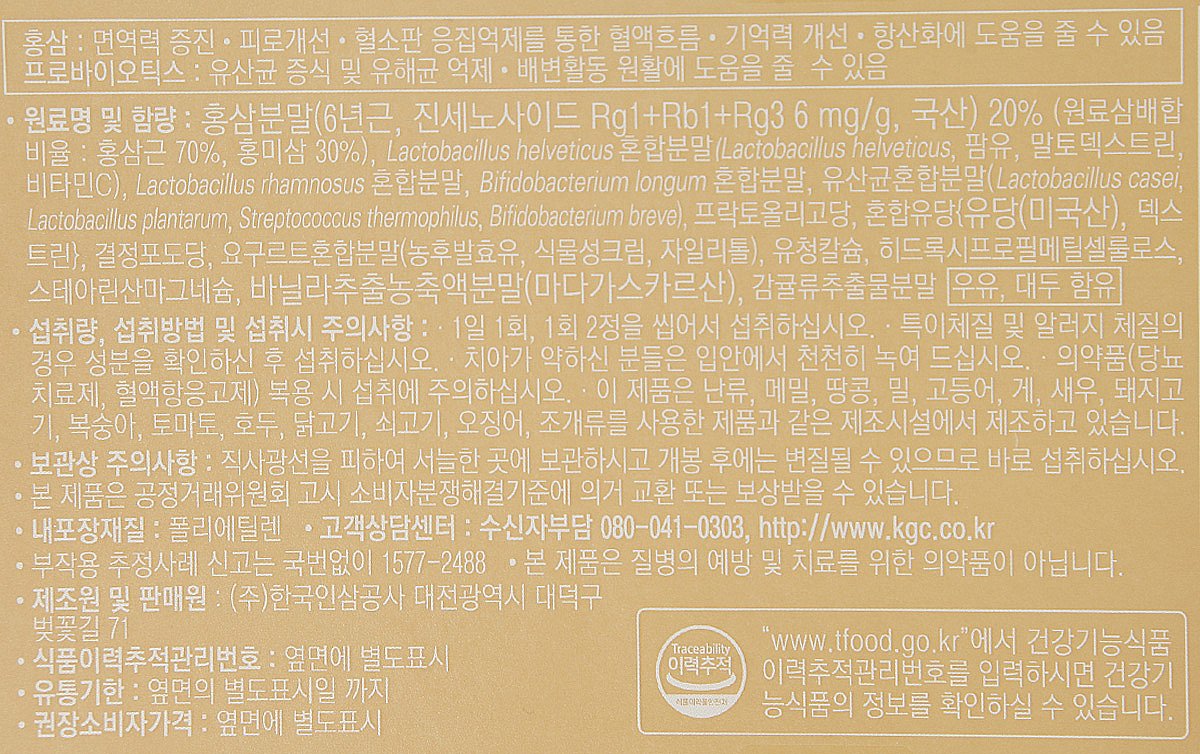 홍삼 : 면역력 증진 · 피로개선 · 혈소판 응집억제를 통한 혈액흐름 · 기억력 개선 · 항산화에 도움을 줄 수 있음
프로바이오틱스 : 유산균 증식 및 유해균 억제 · 배변활동 원활에 도움을 줄 수 있음
• 원료명 및 함량 : 홍삼분말(6년근, 진세노사이드 Rg1+Rb1+Rg3 6 mg/g, 국산) 20% (원료삼배합
비율 : 홍삼근 70%, 홍미삼 30%), Lactobacillus helveticus 혼합분말(Lactobacillus helveticus, 팜유, 말토덱스트린,
비타민C), Lactobacillus rhamnosus 혼합분말, Bifidobacterium longum 혼합분말, 유산균혼합분말(Lactobacillus casei,
Lactobacillus plantarum, Streptococcus thermophilus, Bifidobacterium breve), 프락토올리고당, 혼합유당{유당(미국산), 덱스
트린}, 결정포도당, 요구르트혼합분말(농후발효유, 식물성크림, 자일리톨), 유청칼슘, 히드록시프로필메틸셀룰로스,
스테아린산마그네슘, 바닐라추출농축액분말(마다가스카르산), 감귤류추출물분말 우유, 대두 함유
• 섭취량, 섭취방법 및 섭취시 주의사항 : · 1일 1회, 1회 2정을 씹어서 섭취하십시오. · 특이체질 및 알러지 체질의
경우 성분을 확인하신 후 섭취하십시오. · 치아가 약하신 분들은 입안에서 천천히 녹여 드십시오. · 의약품(당뇨
치료제, 혈액항응고제) 복용 시 섭취에 주의하십시오. · 이 제품은 난류, 메밀, 땅콩, 밀, 고등어, 게, 새우, 돼지고
기, 복숭아, 토마토, 호두, 닭고기, 쇠고기, 오징어, 조개류를 사용한 제품과 같은 제조시설에서 제조하고 있습니다.
• 보관상 주의사항 : 직사광선을 피하여 서늘한 곳에 보관하시고 개봉 후에는 변질될 수 있으므로 바로 섭취하십시오.
• 본 제품은 공정거래위원회 고시 소비자분쟁해결기준에 의거 교환 또는 보상받을 수 있습니다.
• 내포장재질 : 폴리에틸렌 • 고객상담센터 : 수신자부담 080-041-0303, http://www.kgc.co.kr
• 부작용 추정사례 신고는 국번없이 1577-2488 • 본 제품은 질병의 예방 및 치료를 위한 의약품이 아닙니다.
• 제조원 및 판매원 : (주)한국인삼공사 대전광역시 대덕구
벚꽃길 71
• 식품이력추적관리번호 : 옆면에 별도표시
• 유통기한 : 옆면의 별도표시일 까지
• 권장소비자가격 : 옆면에 별도표시
Traceability
이력추적
식품의약품안전처
"www.tfood.go.kr"에서 건강기능식품
이력추적관리번호를 입력하시면 건강기
능식품의 정보를 확인하실 수 있습니다.